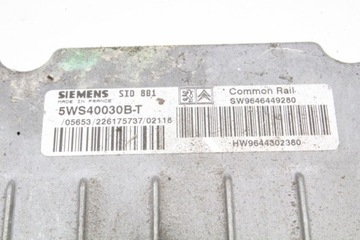 SIEMENS SID 801
MADE IN FRANCE
5WS40030B-T
/05653/226175737/02118
Common Rail
SW9646449280
HW9644302380